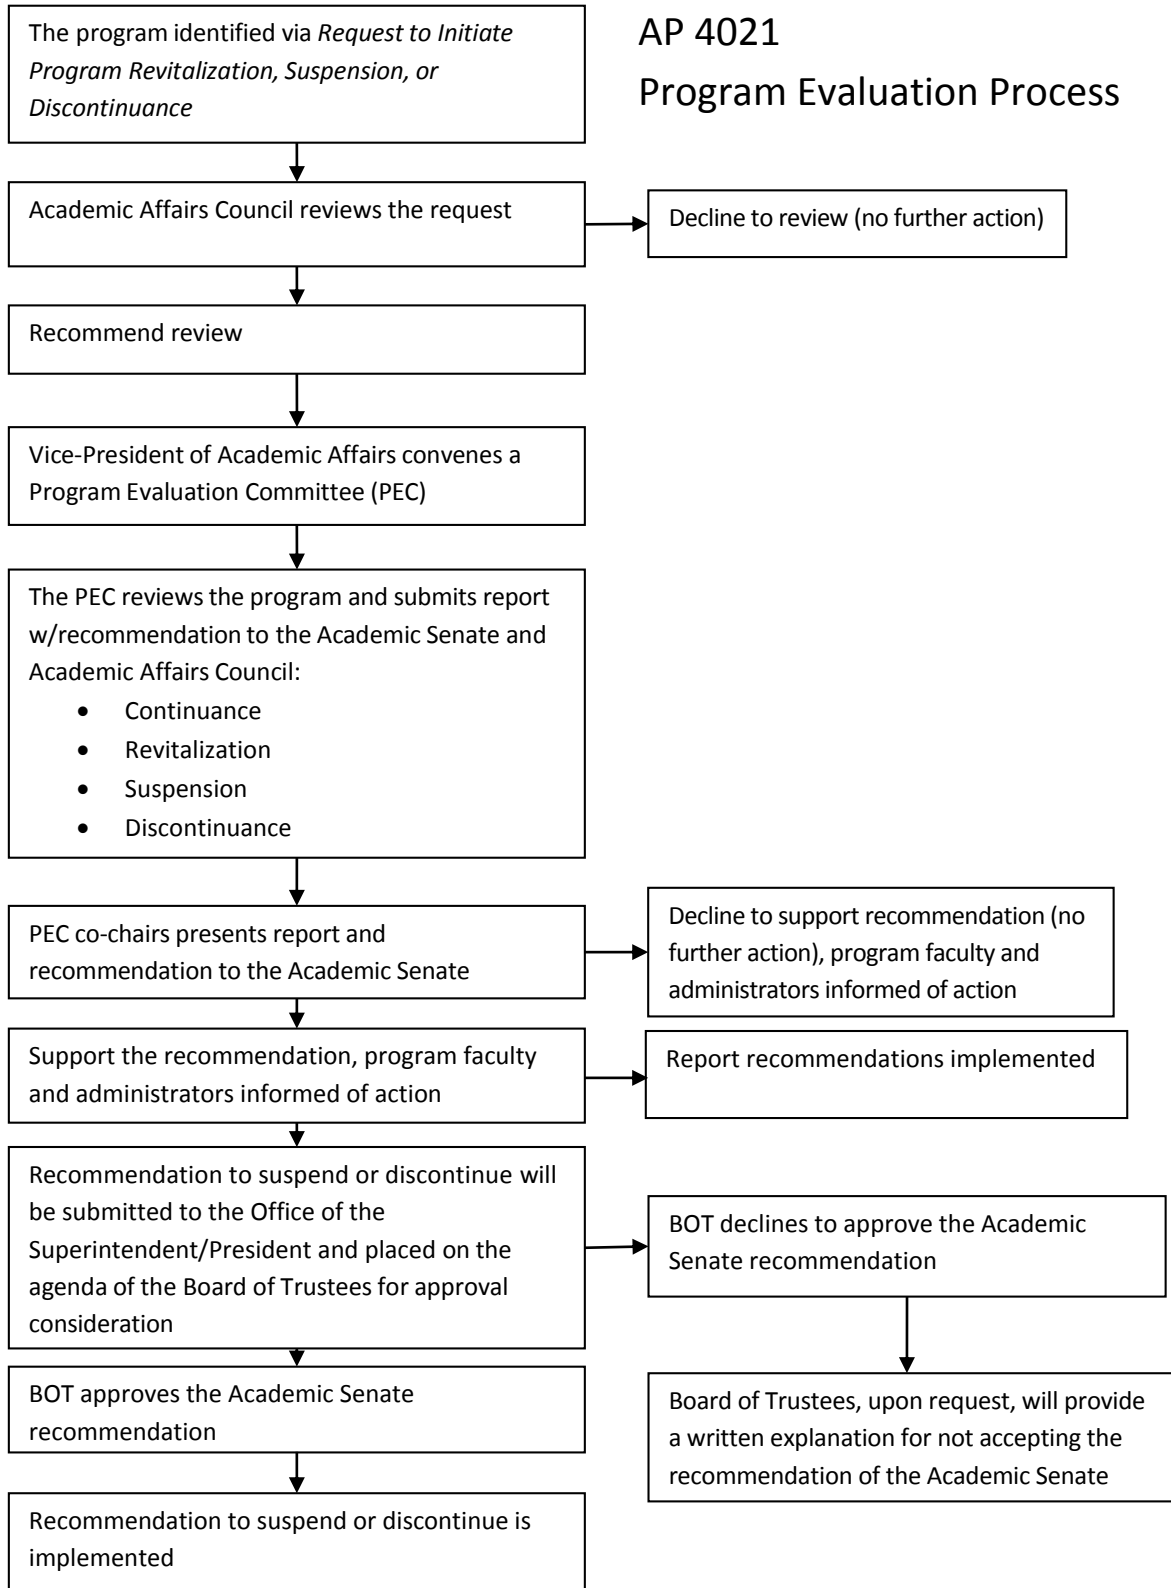 AP 4021
Program Evaluation Process
The program identified via Request to Initiate
Program Revitalization, Suspension, or
Discontinuance
Academic Affairs Council reviews the request
Decline to review (no further action)
Recommend review
Vice-President of Academic Affairs convenes a
Program Evaluation Committee (PEC)
The PEC reviews the program and submits report
w/recommendation to the Academic Senate and
Academic Affairs Council:
• Continuance
• Revitalization
• Suspension
• Discontinuance
PEC co-chairs presents report and
recommendation to the Academic Senate
Decline to support recommendation (no
further action), program faculty and
administrators informed of action
Support the recommendation, program faculty
and administrators informed of action
Report recommendations implemented
Recommendation to suspend or discontinue will
be submitted to the Office of the
Superintendent/President and placed on the
agenda of the Board of Trustees for approval
consideration
BOT declines to approve the Academic
Senate recommendation
BOT approves the Academic Senate
recommendation
Board of Trustees, upon request, will provide
a written explanation for not accepting the
recommendation of the Academic Senate
Recommendation to suspend or discontinue is
implemented